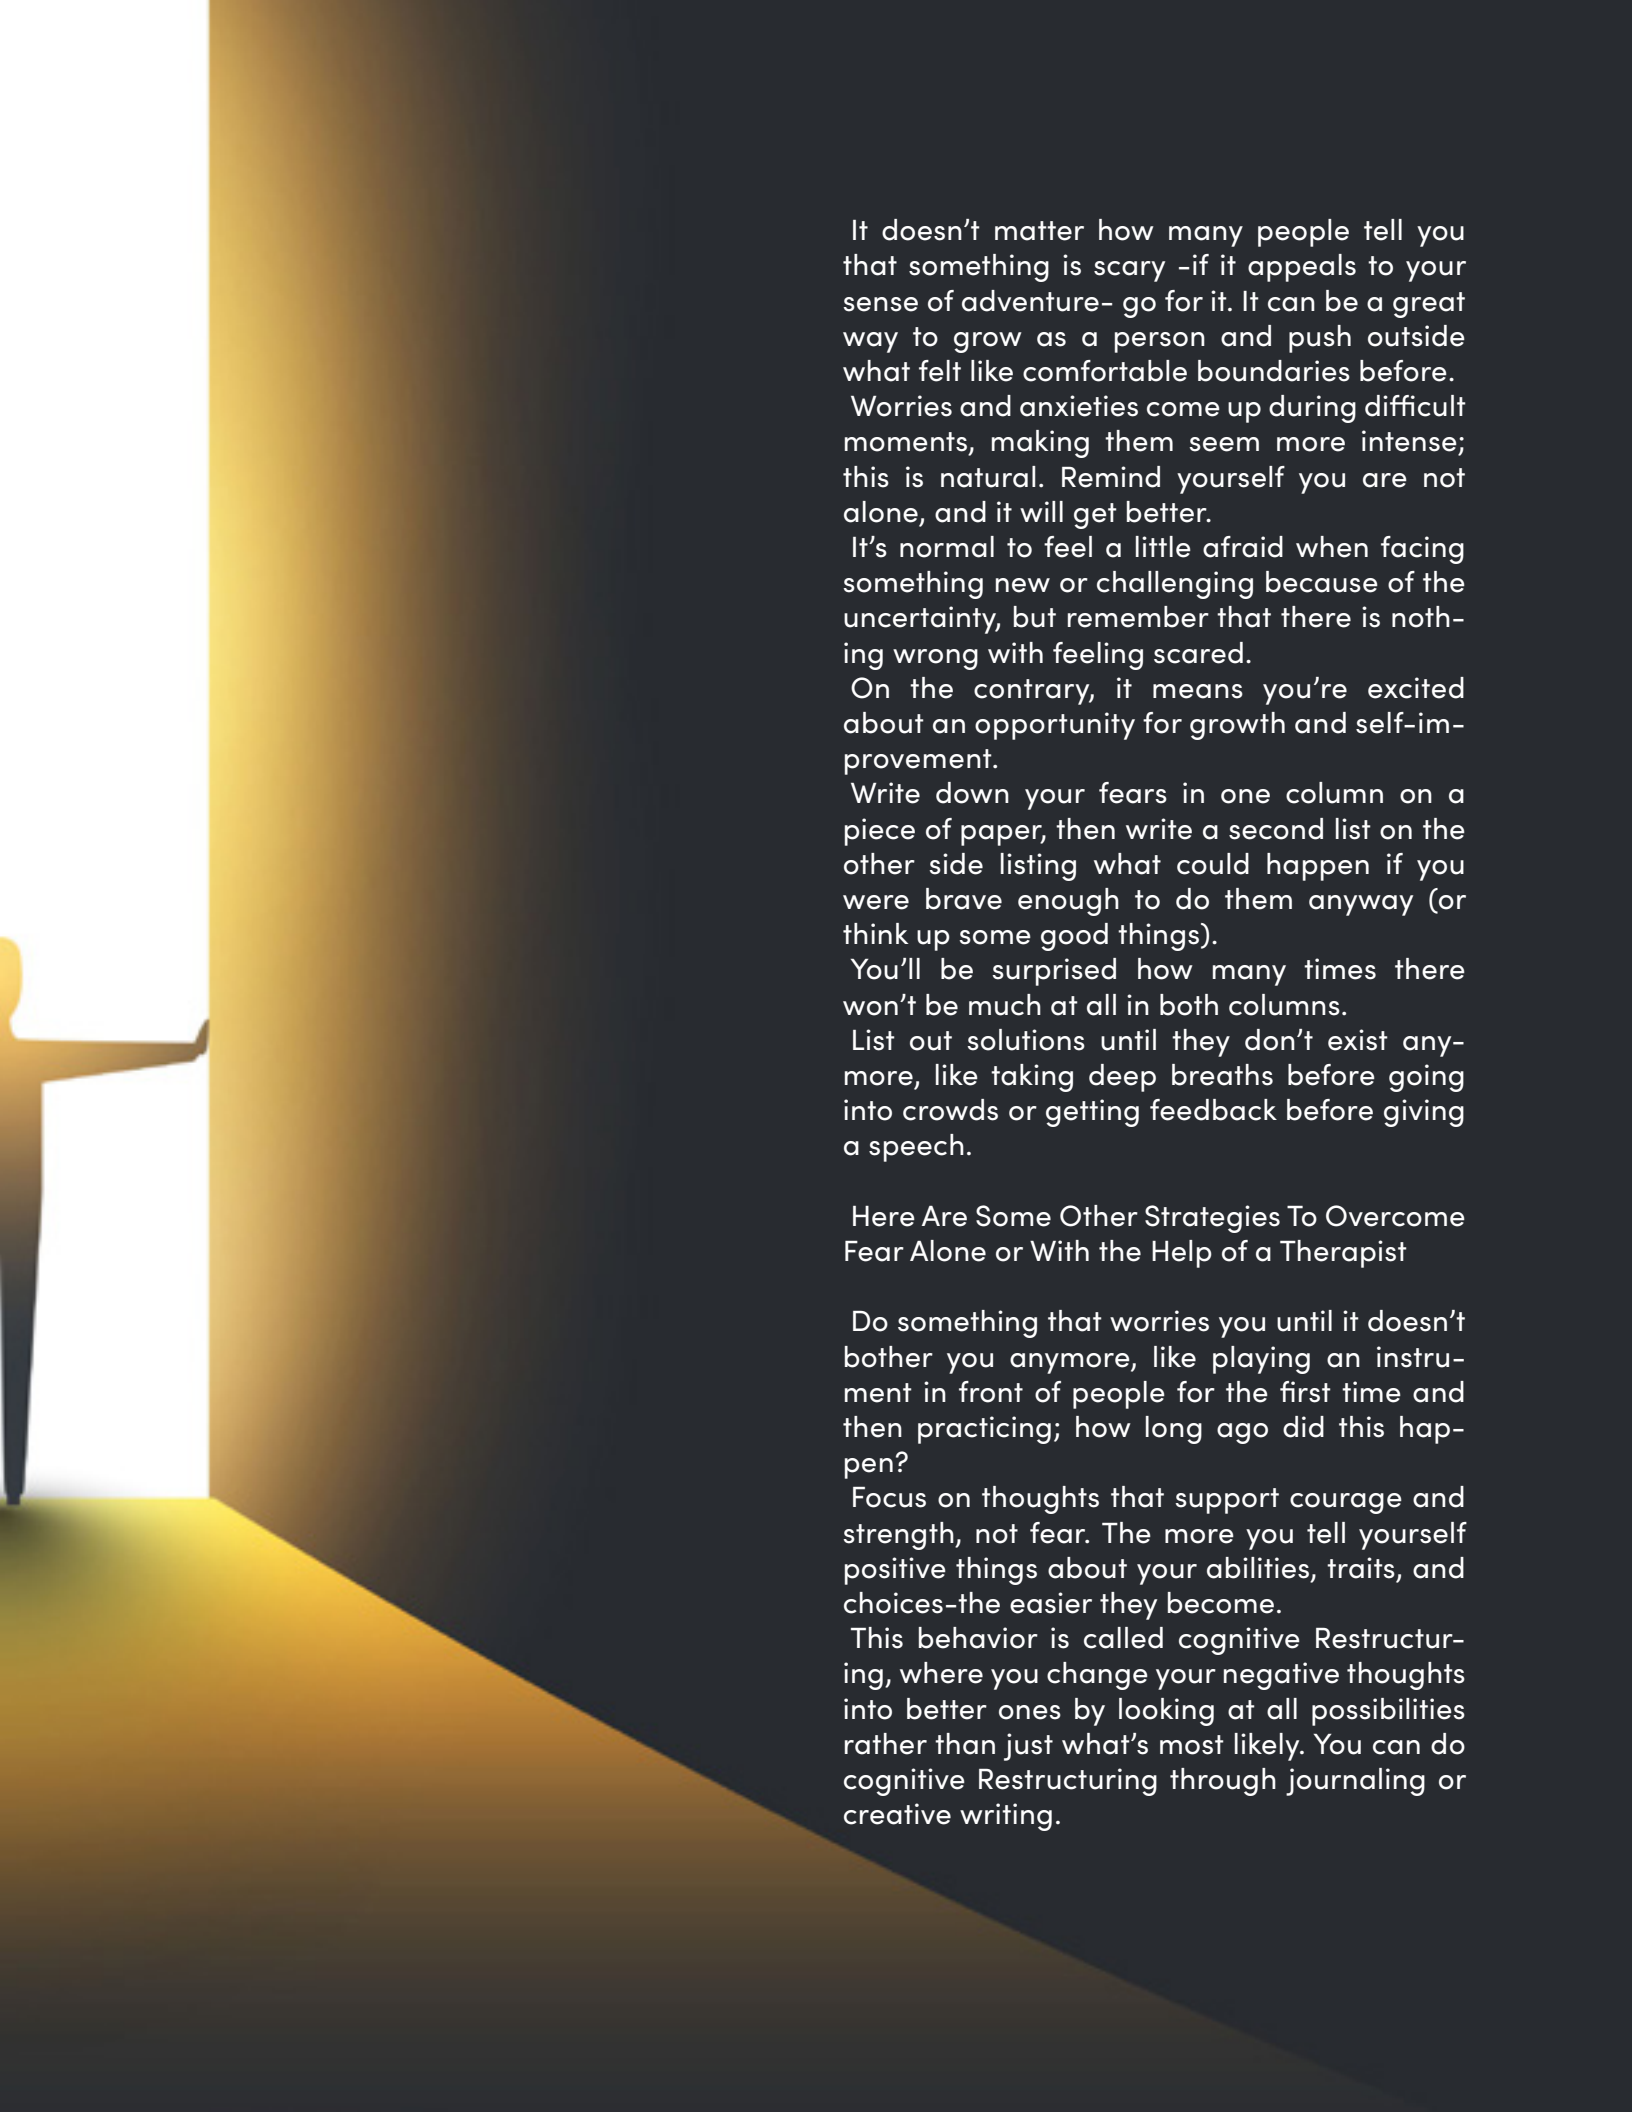 It doesn’t matter how many people tell you
that something is scary -if it appeals to your
sense of adventure- go for it. It can be a great
way to grow as a person and push outside
what felt like comfortable boundaries before.
Worries and anxieties come up during difficult
moments, making them seem more intense;
this is natural. Remind yourself you are not
alone, and it will get better.
It’s normal to feel a little afraid when facing
something new or challenging because of the
uncertainty, but remember that there is noth-
ing wrong with feeling scared.
On the contrary, it means you’re excited
about an opportunity for growth and self-im-
provement.
Write down your fears in one column on a
piece of paper, then write a second list on the
other side listing what could happen if you
were brave enough to do them anyway (or
think up some good things).
You’ll be surprised how many times there
won’t be much at all in both columns.
List out solutions until they don’t exist any-
more, like taking deep breaths before going
into crowds or getting feedback before giving
a speech.
Here Are Some Other Strategies To Overcome
Fear Alone or With the Help of a Therapist
Do something that worries you until it doesn’t
bother you anymore, like playing an instru-
ment in front of people for the first time and
then practicing; how long ago did this hap-
pen?
Focus on thoughts that support courage and
strength, not fear. The more you tell yourself
positive things about your abilities, traits, and
choices-the easier they become.
This behavior is called cognitive Restructur-
ing, where you change your negative thoughts
into better ones by looking at all possibilities
rather than just what’s most likely. You can do
cognitive Restructuring through journaling or
creative writing.